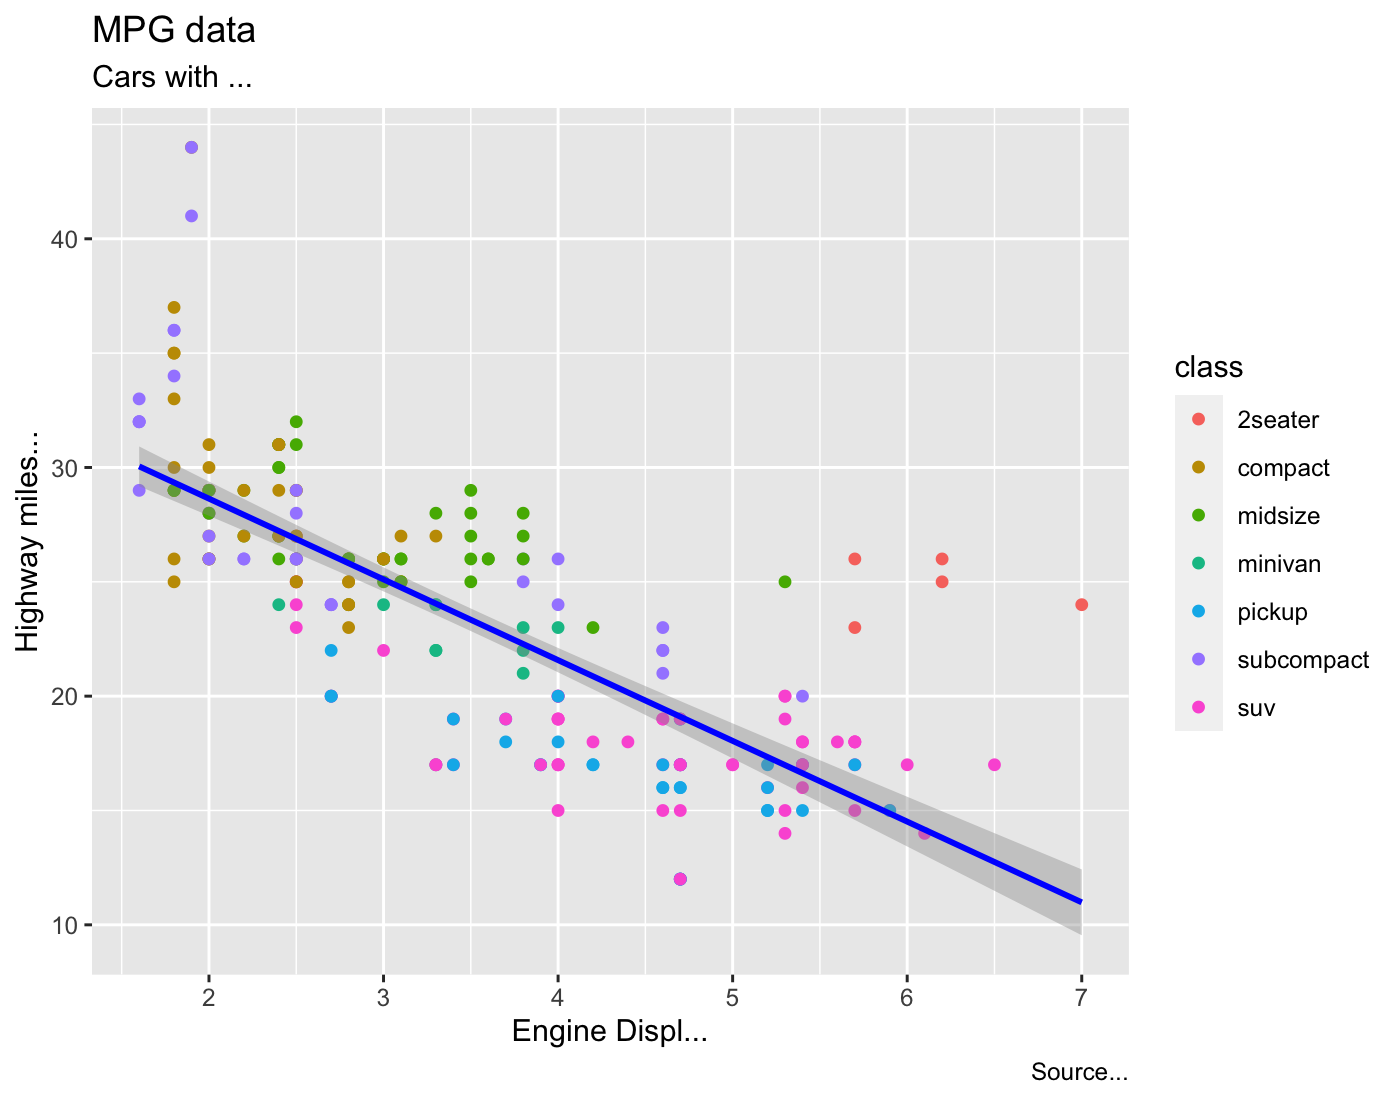 MPG data
Cars with ...
Highway miles...
40
30
20
10
2 3 4 5 6 7
Engine Displ...
class
2seater
compact
midsize
minivan
pickup
subcompact
suv
Source...